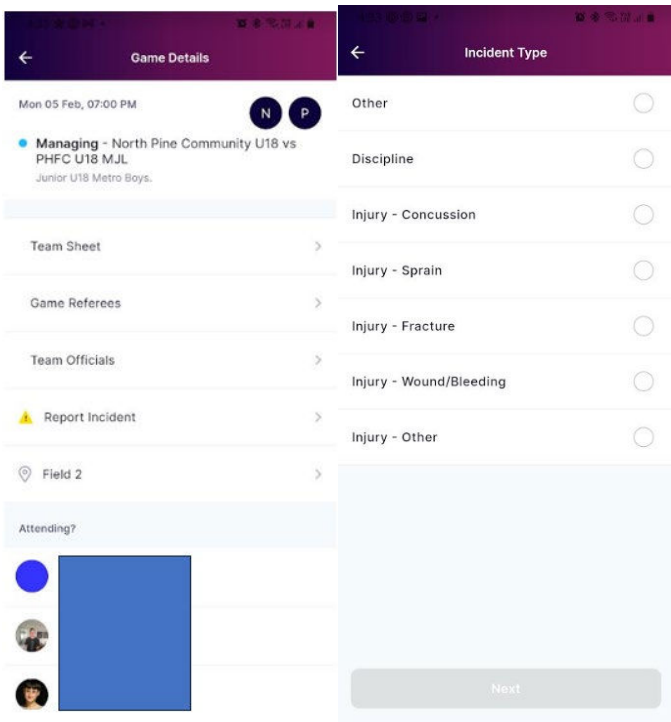 Game Details
Mon 05 Feb, 07:00 PM
N P
Managing - North Pine Community U18 vs
PHFC U18 MJL
Junior U18 Metro Boys.
Team Sheet
Game Referees
Team Officials
Report Incident
Field 2
Attending?
Incident Type
Other
Discipline
Injury - Concussion
Injury - Sprain
Injury - Fracture
Injury - Wound/Bleeding
Injury - Other
Next